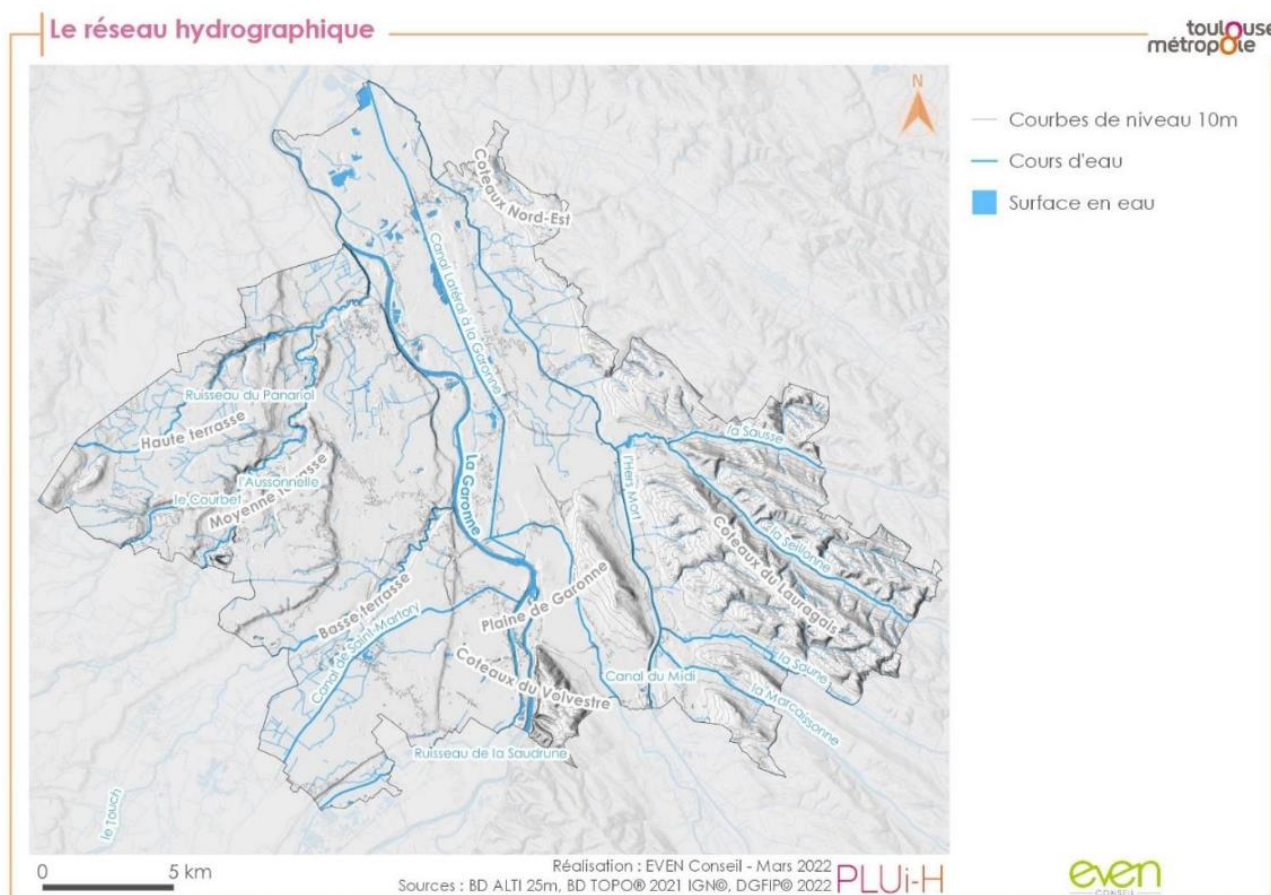 Le réseau hydrographique
toulouse
métropole
N
Courbes de niveau 10m
Cours d'eau
Surface en eau
Coteaux Nord-Est
Canal Latéral à la Garonne
Ruisseau du Panariol
Haute terrasse
la Sausse
La Garonne
l'Hers Mort
l'Aussonnelle
le Courbet
Moyenne terrasse
la Seillonne
Coteaux du Lauragais
Basse terrasse
Plaine de Garonne
Canal de Saint-Martory
la Saune
Coteaux du Volvestre
Canal du Midi
la Marcaissonne
Ruisseau de la Saudrune
le Touch
0 5 km
Réalisation : EVEN Conseil - Mars 2022
Sources : BD ALTI 25m, BD TOPO® 2021 IGN©, DGFIP© 2022
PLUi-H
even
CONSEIL